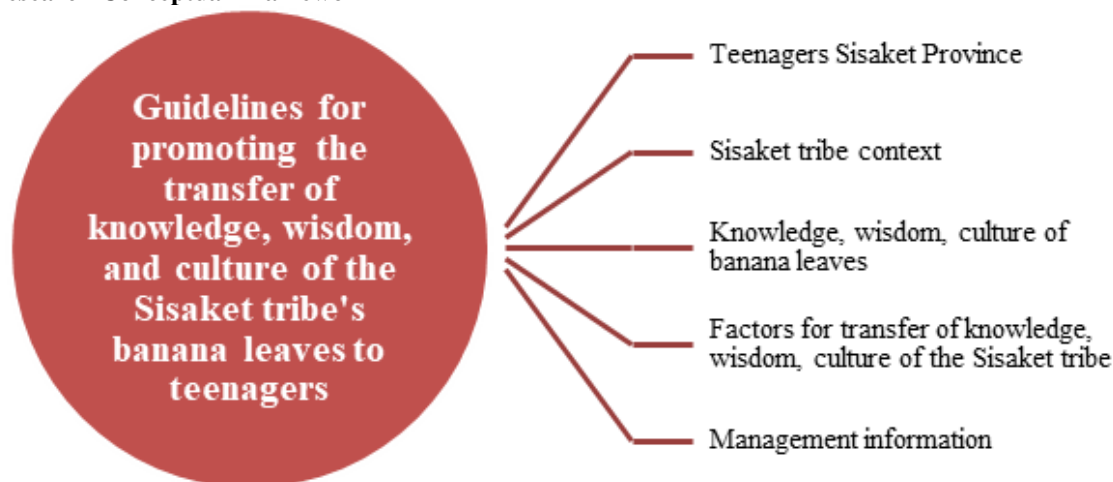 Guidelines for
promoting the
transfer of
knowledge, wisdom,
and culture of the
Sisaket tribe's
banana leaves to
teenagers
Teenagers Sisaket Province
Sisaket tribe context
Knowledge, wisdom, culture of
banana leaves
Factors for transfer of knowledge,
wisdom, culture of the Sisaket tribe
Management information